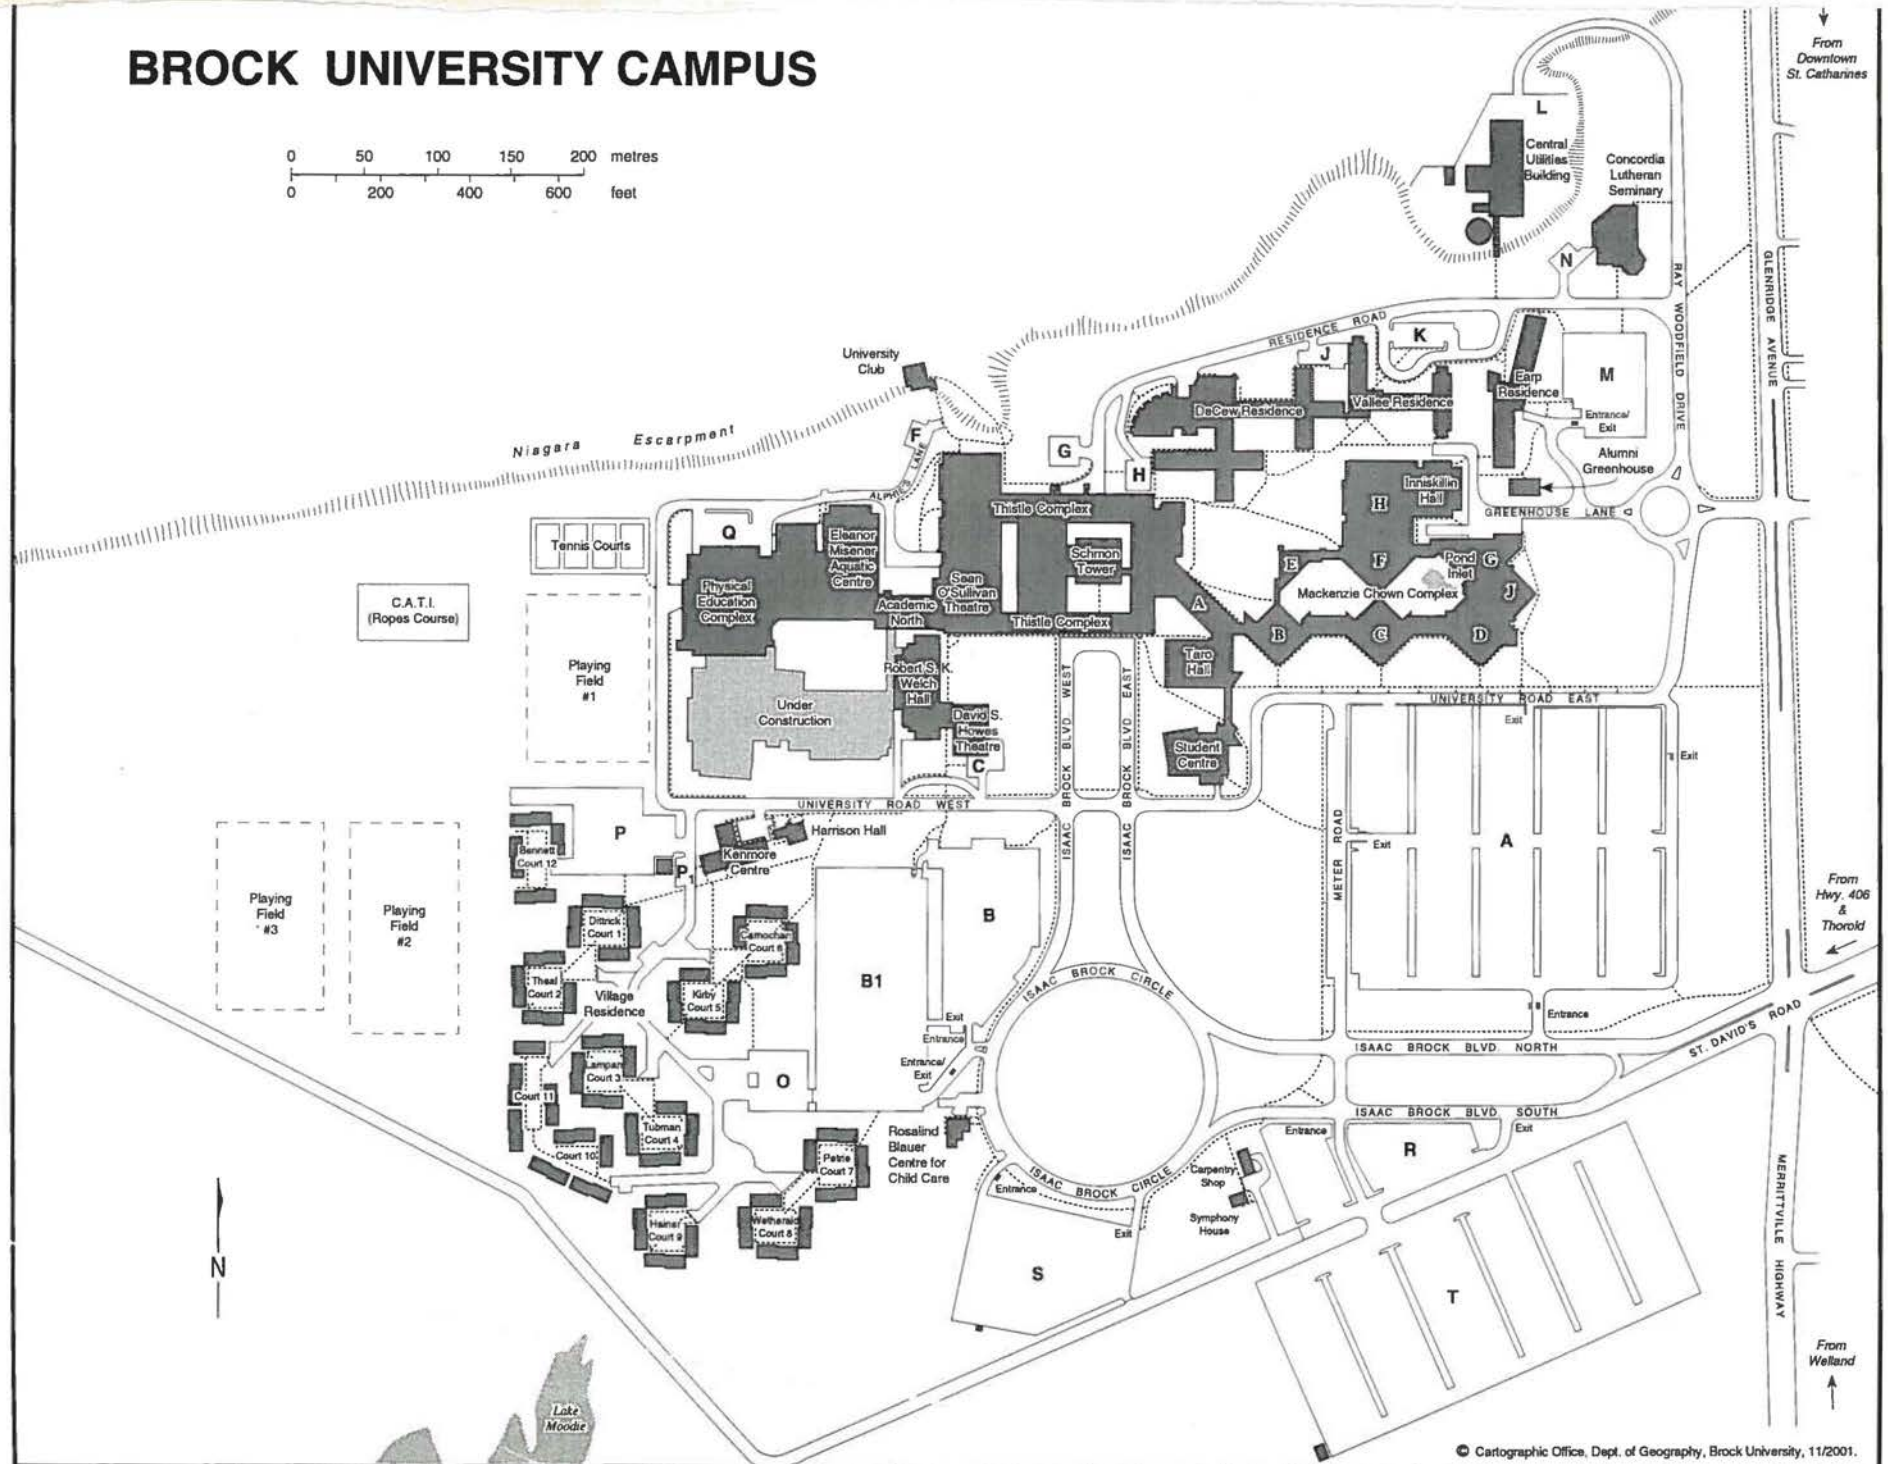 BROCK UNIVERSITY CAMPUS
0 50 100 150 200 metres
0 200 400 600 feet
From
Downtown
St. Catharines
L
Central
Utilities
Building
Concordia
Lutheran
Seminary
N
RAY WOODFIELD DRIVE
GLENRIDGE AVENUE
RESIDENCE ROAD
K
J
M
Earp
Residence
Entrance/
Exit
Vallee Residence
DeCew Residence
University
Club
F
ALPHIE'S LANE
Niagara Escarpment
G
H
Alumni
Greenhouse
GREENHOUSE LANE
Inniskillin
Hall
H
Thistle Complex
Schmon
Tower
Q
Tennis Courts
Eleanor
Misener
Aquatic
Centre
Physical
Education
Complex
Sean
O'Sullivan
Theatre
Academic
North
Thistle Complex
E
F
Pond
Inlet
G
Mackenzie Chown Complex
J
A
B
C
D
C.A.T.I.
(Ropes Course)
Playing
Field
#1
Robert S. K.
Welch
Hall
Taro
Hall
Under
Construction
David S.
Howes
Theatre
C
Student
Centre
ISAAC BROCK BLVD WEST
ISAAC BROCK BLVD EAST
UNIVERSITY ROAD EAST
Exit
Exit
UNIVERSITY ROAD WEST
METER ROAD
Exit
A
P
Harrison Hall
Kenmore
Centre
P1
Bennett
Court 12
Playing
Field
#3
Playing
Field
#2
Dittrick
Court 1
Carnochan
Court 6
B
From
Hwy. 406
&
Thorold
Theal
Court 2
Village
Residence
Kirby
Court 5
B1
ISAAC BROCK CIRCLE
Exit
Entrance
Entrance/
Exit
Entrance
ISAAC BROCK BLVD. NORTH
ST. DAVID'S ROAD
Lampan
Court 3
O
Court 11
Tubman
Court 4
Court 10
Petrie
Court 7
Rosalind
Blauer
Centre for
Child Care
ISAAC BROCK BLVD SOUTH
Entrance
Exit
R
Carpentry
Shop
Symphony
House
ISAAC BROCK CIRCLE
Entrance
Exit
Hainer
Court 9
Wetherald
Court 8
S
T
MERRITTVILLE HIGHWAY
N
From
Welland
Lake
Moodie
© Cartographic Office, Dept. of Geography, Brock University, 11/2001.